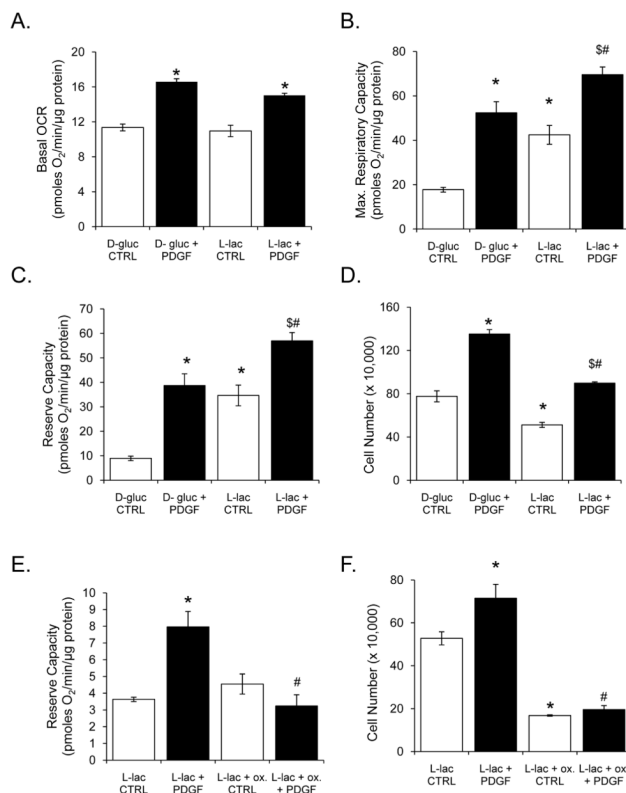 A.
Basal OCR
(pmoles O₂/min/µg protein)
20
16
12
8
4
0
*
*
D-gluc CTRL
D- gluc + PDGF
L-lac CTRL
L-lac + PDGF
B.
Max. Respiratory Capacity
(pmoles O₂/min/µg protein)
80
60
40
20
0
*
*
$#
D-gluc CTRL
D- gluc + PDGF
L-lac CTRL
L-lac + PDGF
C.
Reserve Capacity
(pmoles O₂/min/µg protein)
70
60
50
40
30
20
10
0
*
*
$#
D-gluc CTRL
D- gluc + PDGF
L-lac CTRL
L-lac + PDGF
D.
Cell Number (x 10,000)
160
120
80
40
0
*
*
$#
D-gluc CTRL
D-gluc + PDGF
L-lac CTRL
L-lac + PDGF
E.
Reserve Capacity
(pmoles O₂/min/µg protein)
10
9
8
7
6
5
4
3
2
1
0
*
#
L-lac CTRL
L-lac + PDGF
L-lac + ox. CTRL
L-lac + ox. + PDGF
F.
Cell Number (x 10,000)
80
60
40
20
0
*
*
#
L-lac CTRL
L-lac + PDGF
L-lac + ox. CTRL
L-lac + ox. + PDGF